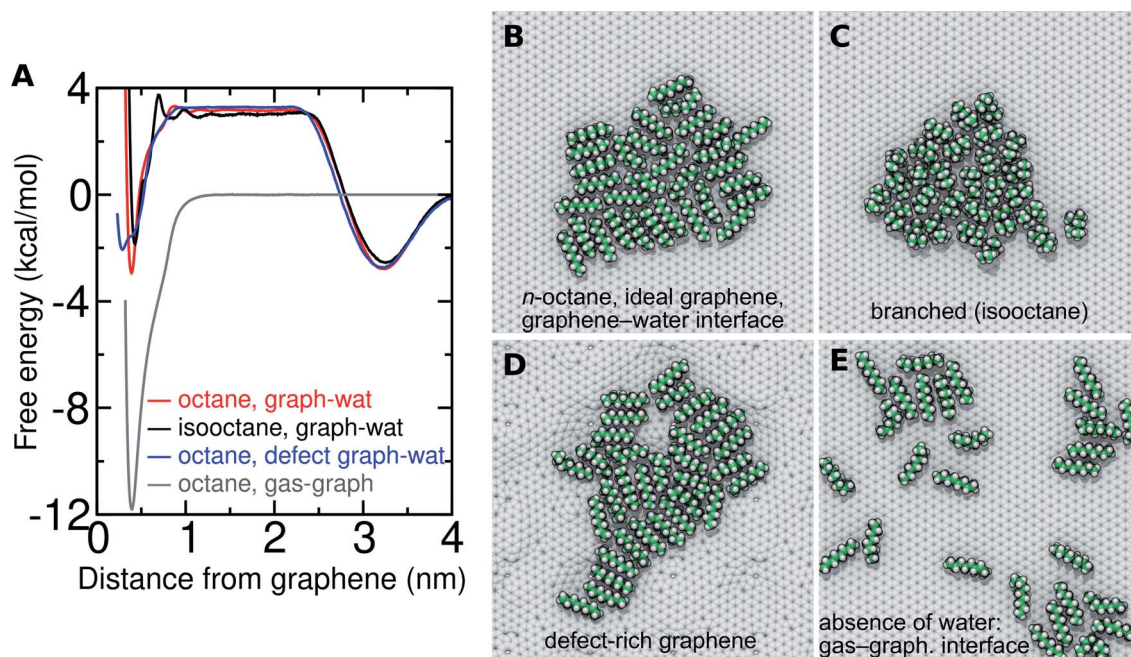 A
4
0
-4
-8
-12
Free energy (kcal/mol)
octane, graph-wat
isooctane, graph-wat
octane, defect graph-wat
octane, gas-graph
0
1
2
3
4
Distance from graphene (nm)
B
n-octane, ideal graphene,
graphene–water interface
C
branched (isooctane)
D
defect-rich graphene
E
absence of water:
gas–graph. interface